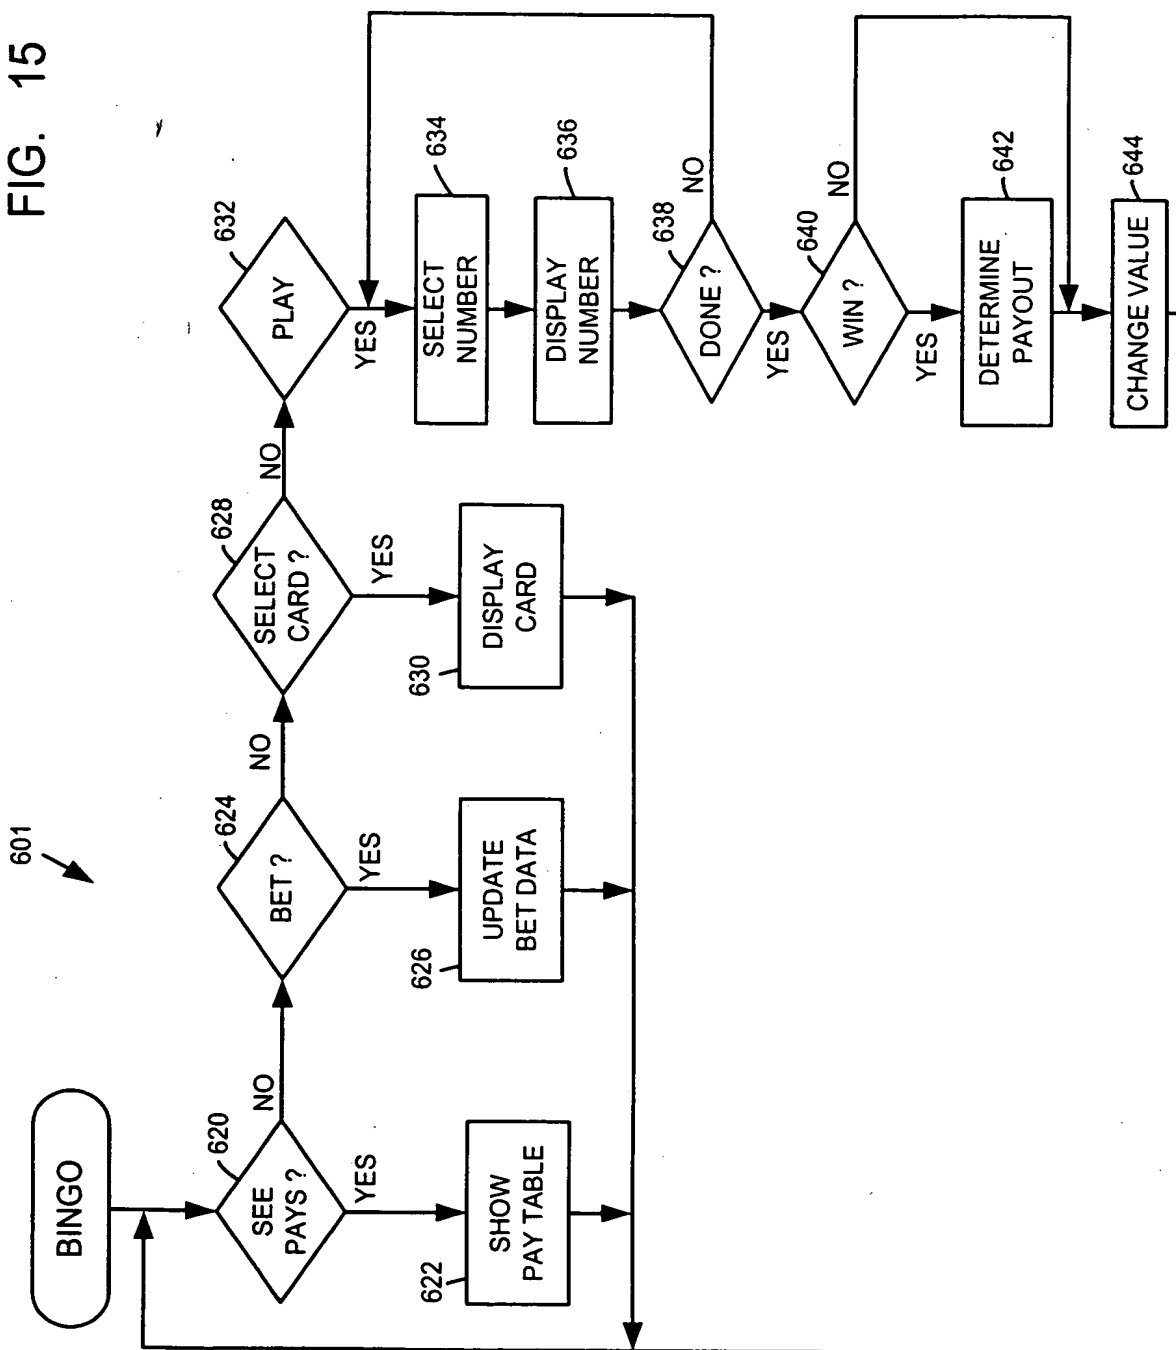 FIG. 15
601
BINGO
620
SEE
PAYS ?
NO
YES
622
SHOW
PAY TABLE
624
BET ?
NO
YES
626
UPDATE
BET DATA
628
SELECT
CARD ?
NO
YES
630
DISPLAY
CARD
632
PLAY
YES
634
SELECT
NUMBER
636
DISPLAY
NUMBER
638
DONE ?
NO
YES
640
WIN ?
NO
YES
642
DETERMINE
PAYOUT
644
CHANGE VALUE